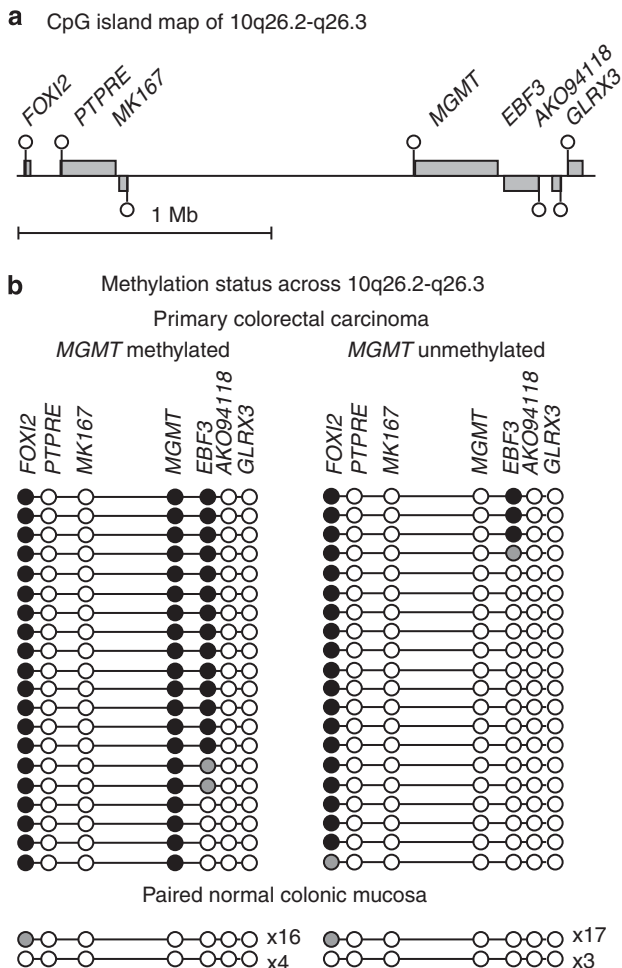 a CpG island map of 10q26.2-q26.3
FOXI2 PTPRE MK167 MGMT EBF3 AKO94118 GLRX3
1 Mb
b Methylation status across 10q26.2-q26.3
Primary colorectal carcinoma
MGMT methylated MGMT unmethylated
FOXI2 PTPRE MK167 MGMT EBF3 AKO94118 GLRX3 FOXI2 PTPRE MK167 MGMT EBF3 AKO94118 GLRX3
Paired normal colonic mucosa
x16 x17
x4 x3